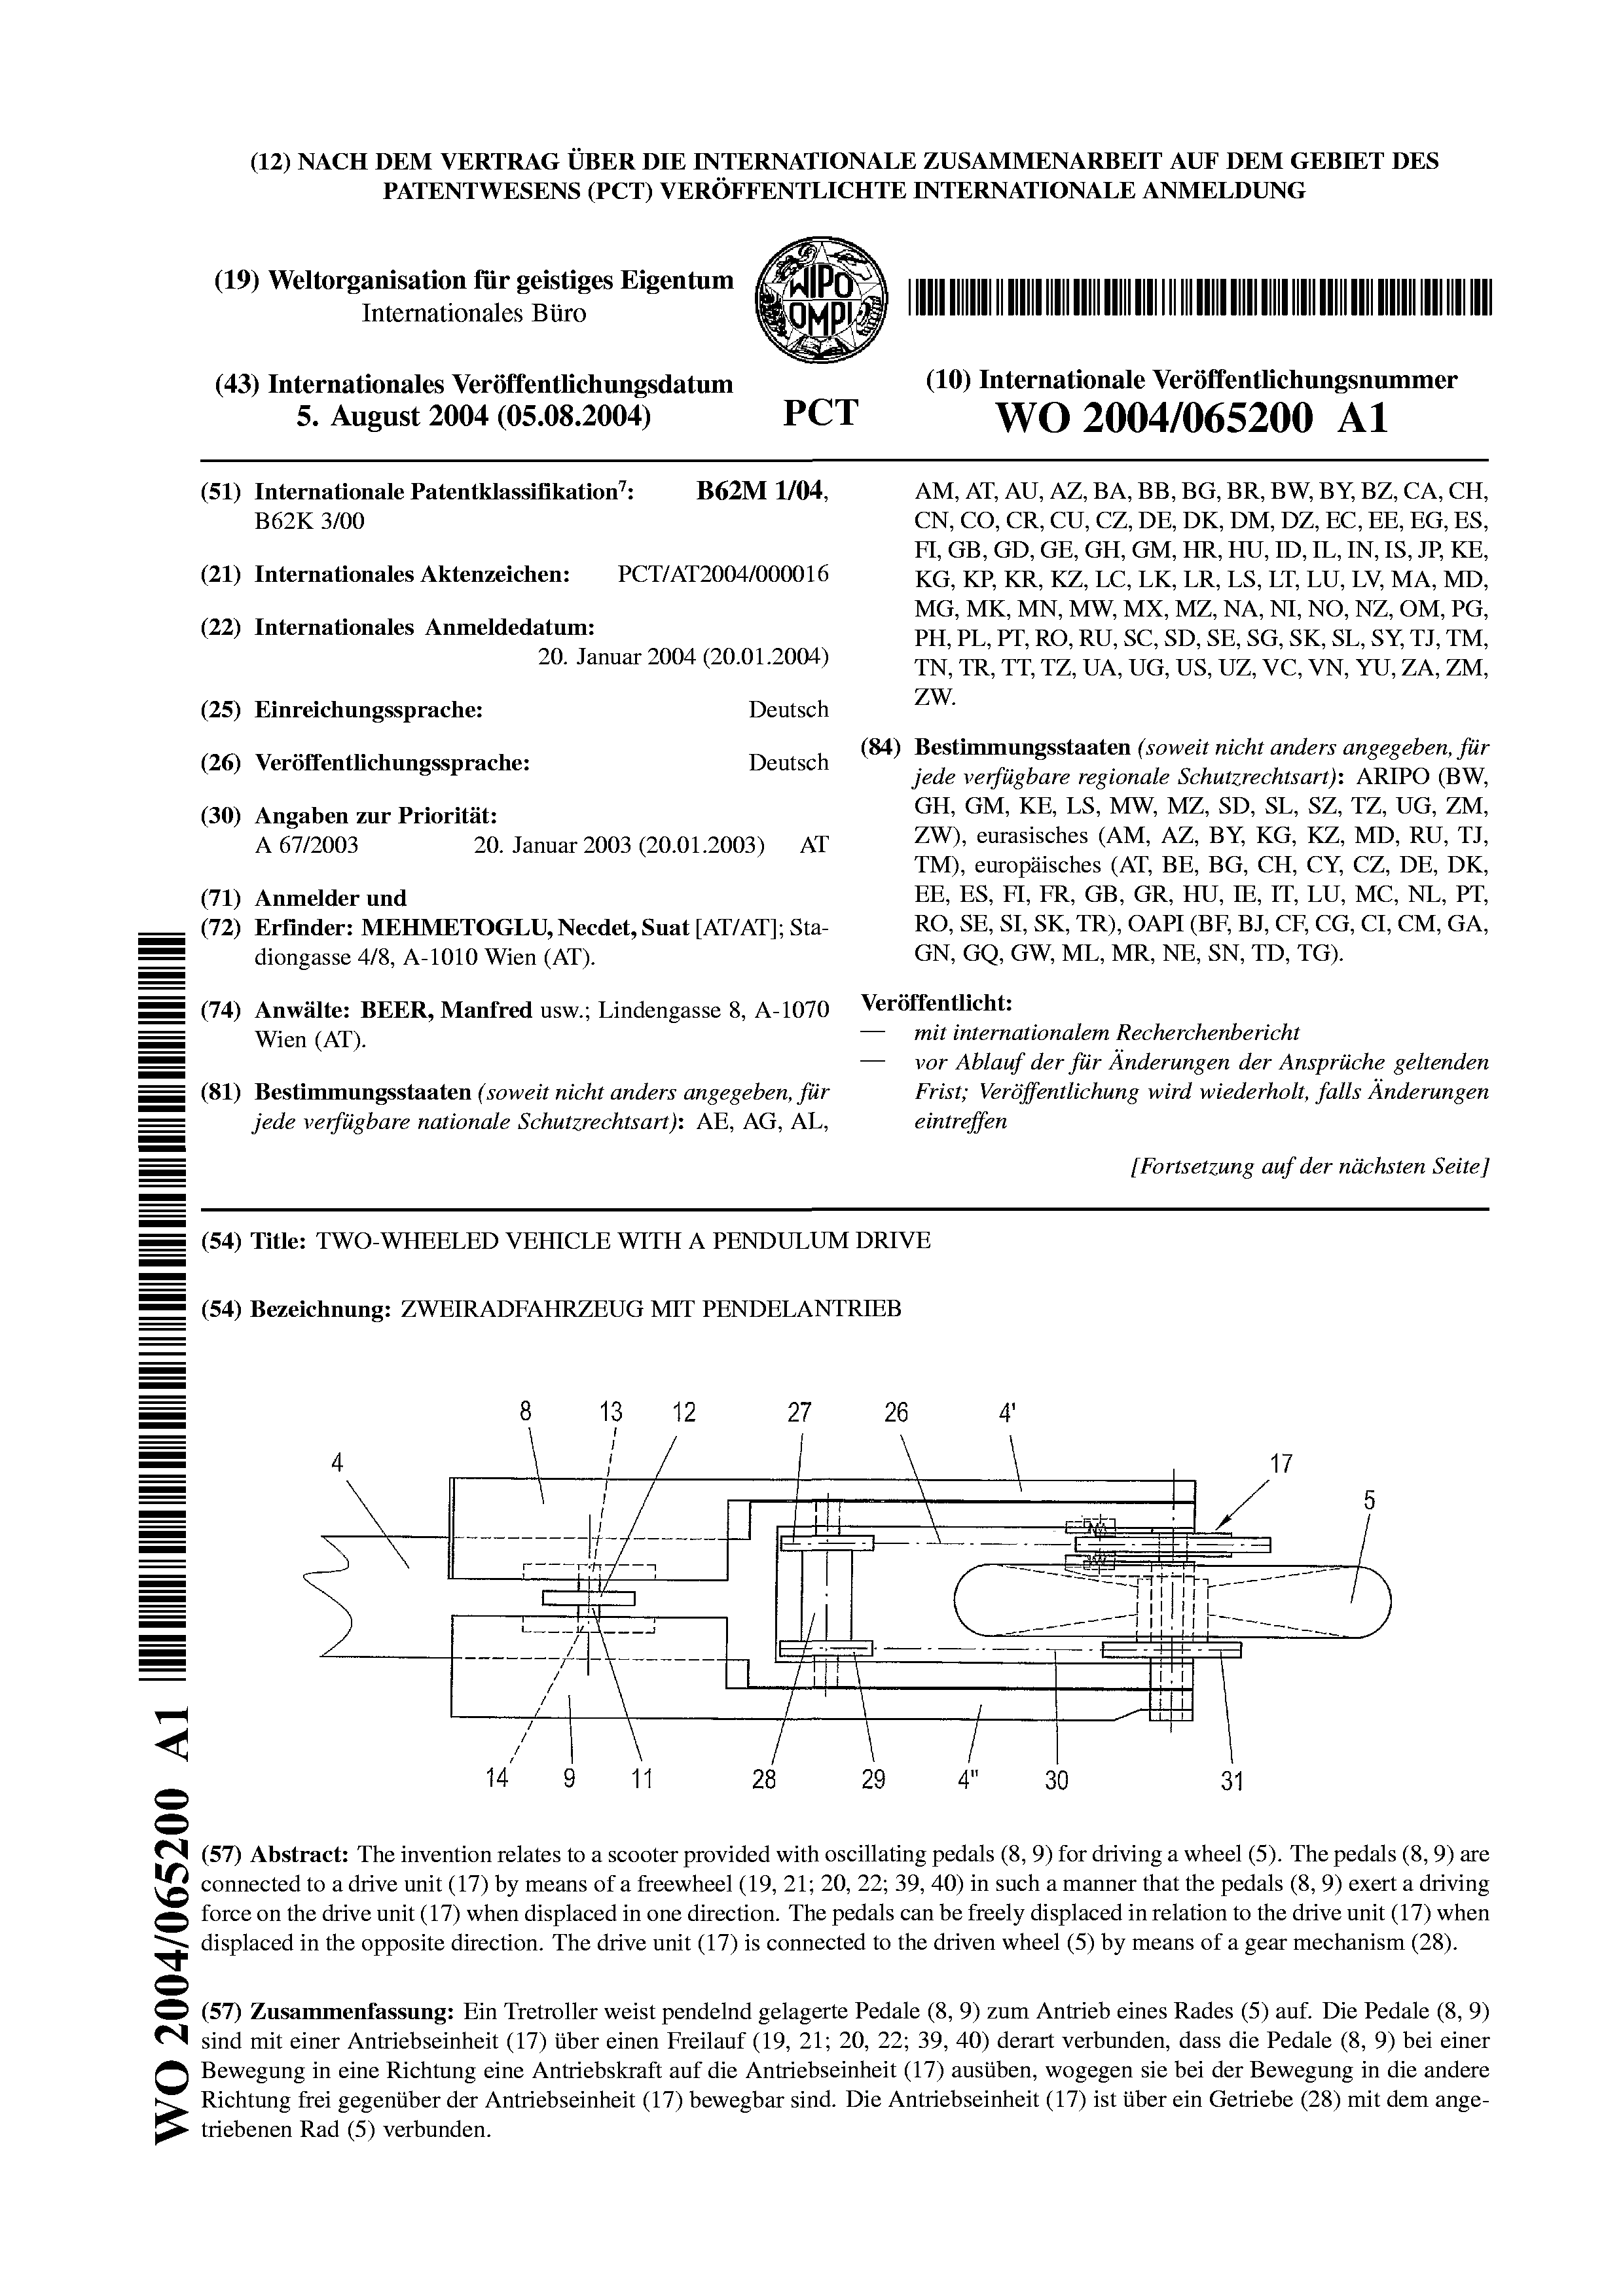 (12) NACH DEM VERTRAG ÜBER DIE INTERNATIONALE ZUSAMMENARBEIT AUF DEM GEBIET DES
PATENTWESENS (PCT) VERÖFFENTLICHTE INTERNATIONALE ANMELDUNG
(19) Weltorganisation für geistiges Eigentum
Internationales Büro
WIPO
OMPI
(43) Internationales Veröffentlichungsdatum
5. August 2004 (05.08.2004)
PCT
(10) Internationale Veröffentlichungsnummer
WO 2004/065200 A1
(51) Internationale Patentklassifikation7: B62M 1/04,
B62K 3/00
(21) Internationales Aktenzeichen: PCT/AT2004/000016
(22) Internationales Anmeldedatum:
20. Januar 2004 (20.01.2004)
(25) Einreichungssprache: Deutsch
(26) Veröffentlichungssprache: Deutsch
(30) Angaben zur Priorität:
A 67/2003 20. Januar 2003 (20.01.2003) AT
(71) Anmelder und
(72) Erfinder: MEHMETOGLU, Necdet, Suat [AT/AT]; Sta-
diongasse 4/8, A-1010 Wien (AT).
(74) Anwälte: BEER, Manfred usw.; Lindengasse 8, A-1070
Wien (AT).
(81) Bestimmungsstaaten (soweit nicht anders angegeben, für
jede verfügbare nationale Schutzrechtsart): AE, AG, AL,
AM, AT, AU, AZ, BA, BB, BG, BR, BW, BY, BZ, CA, CH,
CN, CO, CR, CU, CZ, DE, DK, DM, DZ, EC, EE, EG, ES,
FI, GB, GD, GE, GH, GM, HR, HU, ID, IL, IN, IS, JP, KE,
KG, KP, KR, KZ, LC, LK, LR, LS, LT, LU, LV, MA, MD,
MG, MK, MN, MW, MX, MZ, NA, NI, NO, NZ, OM, PG,
PH, PL, PT, RO, RU, SC, SD, SE, SG, SK, SL, SY, TJ, TM,
TN, TR, TT, TZ, UA, UG, US, UZ, VC, VN, YU, ZA, ZM,
ZW.
(84) Bestimmungsstaaten (soweit nicht anders angegeben, für
jede verfügbare regionale Schutzrechtsart): ARIPO (BW,
GH, GM, KE, LS, MW, MZ, SD, SL, SZ, TZ, UG, ZM,
ZW), eurasisches (AM, AZ, BY, KG, KZ, MD, RU, TJ,
TM), europäisches (AT, BE, BG, CH, CY, CZ, DE, DK,
EE, ES, FI, FR, GB, GR, HU, IE, IT, LU, MC, NL, PT,
RO, SE, SI, SK, TR), OAPI (BF, BJ, CF, CG, CI, CM, GA,
GN, GQ, GW, ML, MR, NE, SN, TD, TG).
Veröffentlicht:
— mit internationalem Recherchenbericht
— vor Ablauf der für Änderungen der Ansprüche geltenden
Frist; Veröffentlichung wird wiederholt, falls Änderungen
eintreffen
[Fortsetzung auf der nächsten Seite]
(54) Title: TWO-WHEELED VEHICLE WITH A PENDULUM DRIVE
(54) Bezeichnung: ZWEIRADFAHRZEUG MIT PENDELANTRIEB
8 13 12 27 26 4'
4 17
5
14 9 11 28 29 4" 30 31
(57) Abstract: The invention relates to a scooter provided with oscillating pedals (8, 9) for driving a wheel (5). The pedals (8, 9) are
connected to a drive unit (17) by means of a freewheel (19, 21; 20, 22; 39, 40) in such a manner that the pedals (8, 9) exert a driving
force on the drive unit (17) when displaced in one direction. The pedals can be freely displaced in relation to the drive unit (17) when
displaced in the opposite direction. The drive unit (17) is connected to the driven wheel (5) by means of a gear mechanism (28).
(57) Zusammenfassung: Ein Tretroller weist pendelnd gelagerte Pedale (8, 9) zum Antrieb eines Rades (5) auf. Die Pedale (8, 9)
sind mit einer Antriebseinheit (17) über einen Freilauf (19, 21; 20, 22; 39, 40) derart verbunden, dass die Pedale (8, 9) bei einer
Bewegung in eine Richtung eine Antriebskraft auf die Antriebseinheit (17) ausüben, wogegen sie bei der Bewegung in die andere
Richtung frei gegenüber der Antriebseinheit (17) bewegbar sind. Die Antriebseinheit (17) ist über ein Getriebe (28) mit dem ange-
triebenen Rad (5) verbunden.
WO 2004/065200 A1